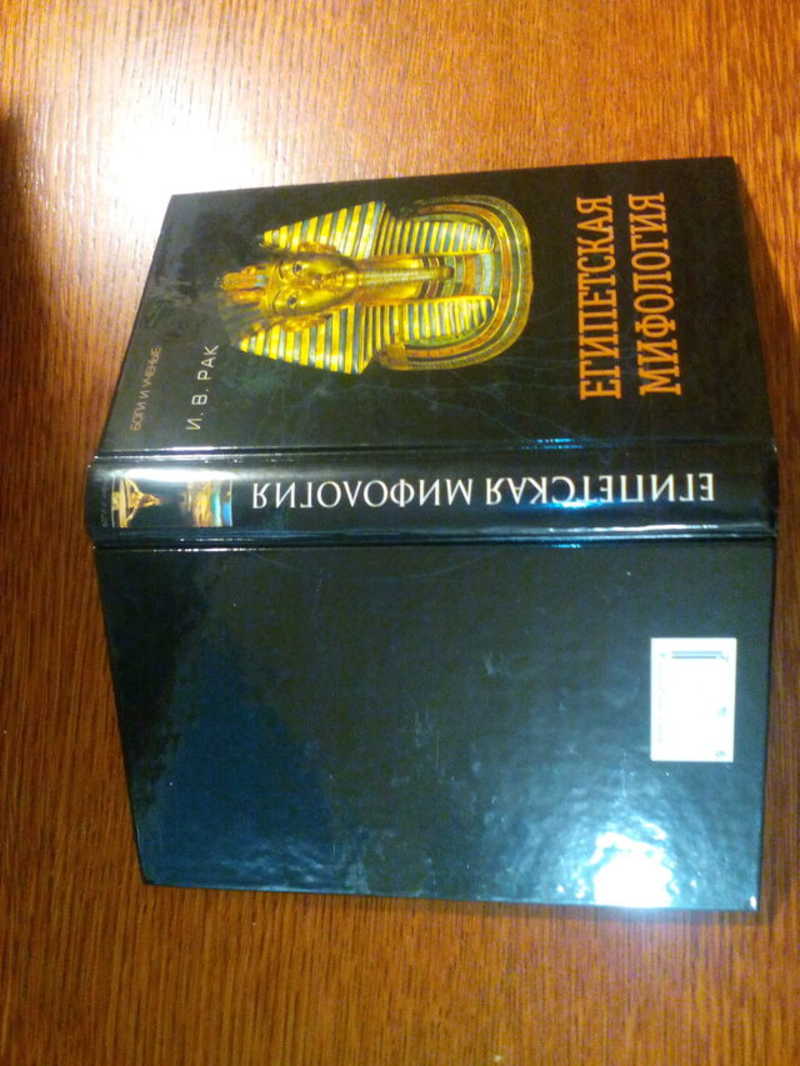 БОГИ И УЧЕНЫЕ
И. В. РАК
ЕГИПЕТСКАЯ
МИФОЛОГИЯ
ЕГИПЕТСКАЯ МИФОЛОГИЯ